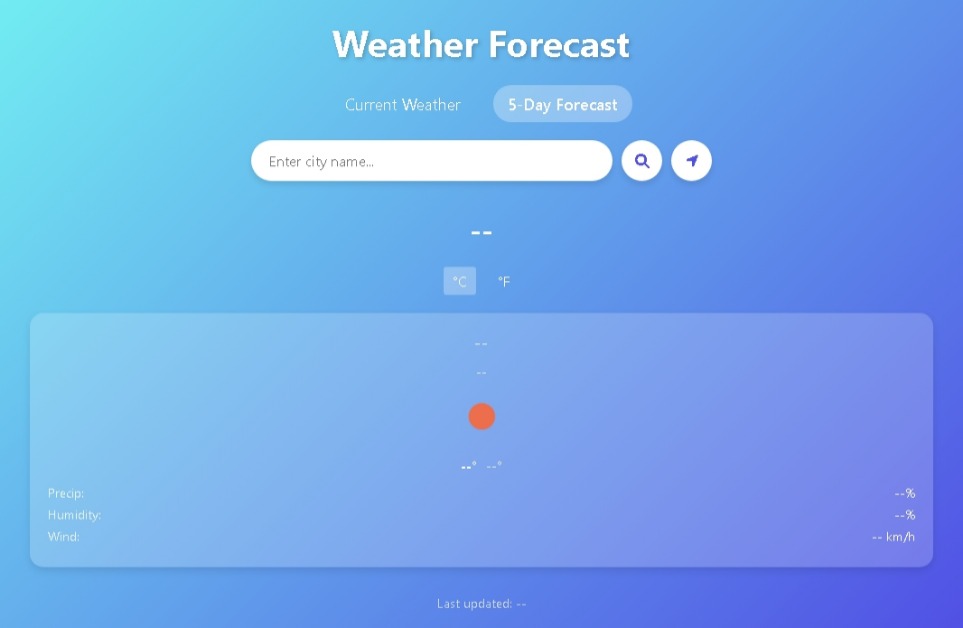 Weather Forecast
Current Weather 5-Day Forecast
Enter city name...
--
°C °F
--
--
--° --°
Precip: --%
Humidity: --%
Wind: -- km/h
Last updated: --